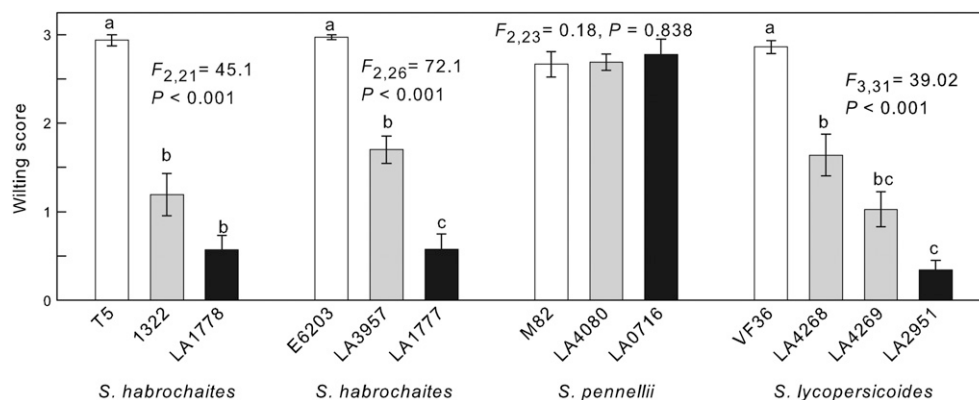 Wilting score
3
2
1
0
a
b
b
F2,21= 45.1
P < 0.001
a
b
c
F2,26= 72.1
P < 0.001
F2,23= 0.18, P = 0.838
a
b
bc
c
F3,31= 39.02
P < 0.001
T5
1322
LA1778
E6203
LA3957
LA1777
M82
LA4080
LA0716
VF36
LA4268
LA4269
LA2951
S. habrochaites
S. habrochaites
S. pennellii
S. lycopersicoides